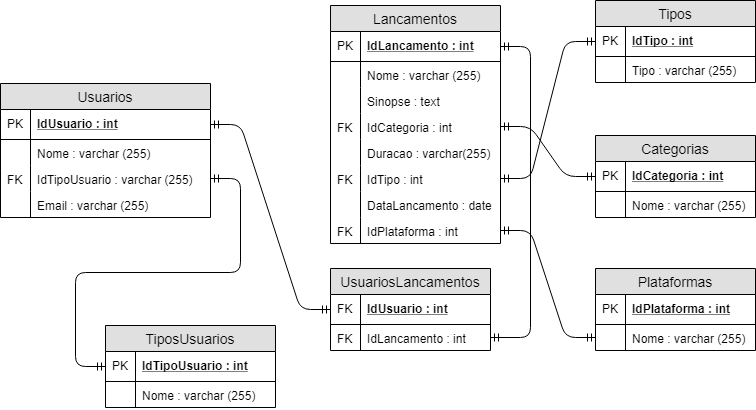 Usuarios
PK IdUsuario : int
Nome : varchar (255)
FK IdTipoUsuario : varchar (255)
Email : varchar (255)
TiposUsuarios
PK IdTipoUsuario : int
Nome : varchar (255)
Lancamentos
PK IdLancamento : int
Nome : varchar (255)
Sinopse : text
FK IdCategoria : int
Duracao : varchar(255)
FK IdTipo : int
DataLancamento : date
FK IdPlataforma : int
UsuariosLancamentos
FK IdUsuario : int
FK IdLancamento : int
Tipos
PK IdTipo : int
Tipo : varchar (255)
Categorias
PK IdCategoria : int
Nome : varchar (255)
Plataformas
PK IdPlataforma : int
Nome : varchar (255)